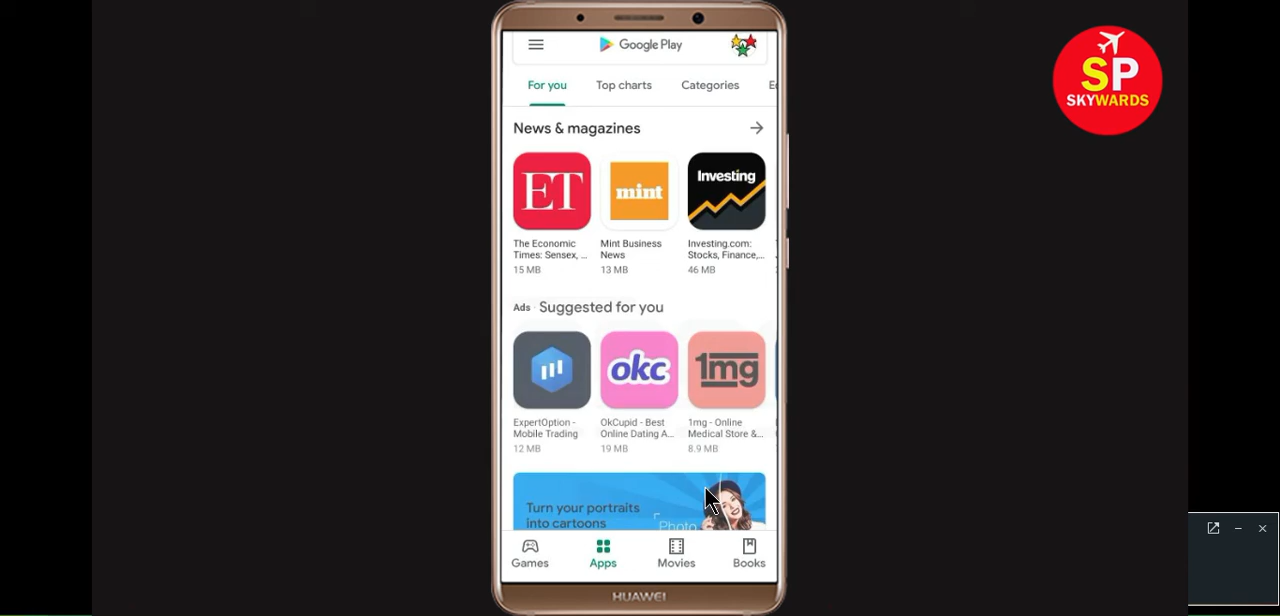 Google Play
SP
SKYWARDS
For you
Top charts
Categories
News & magazines
ET
mint
Investing
The Economic
Times: Sensex, ...
15 MB
Mint Business
News
13 MB
Investing.com:
Stocks, Finance,...
46 MB
Ads · Suggested for you
okc
1mg
ExpertOption -
Mobile Trading
12 MB
OkCupid - Best
Online Dating A...
19 MB
1mg - Online
Medical Store &...
8.9 MB
Turn your portraits
into cartoons
Photo
Games
Apps
Movies
Books
HUAWEI